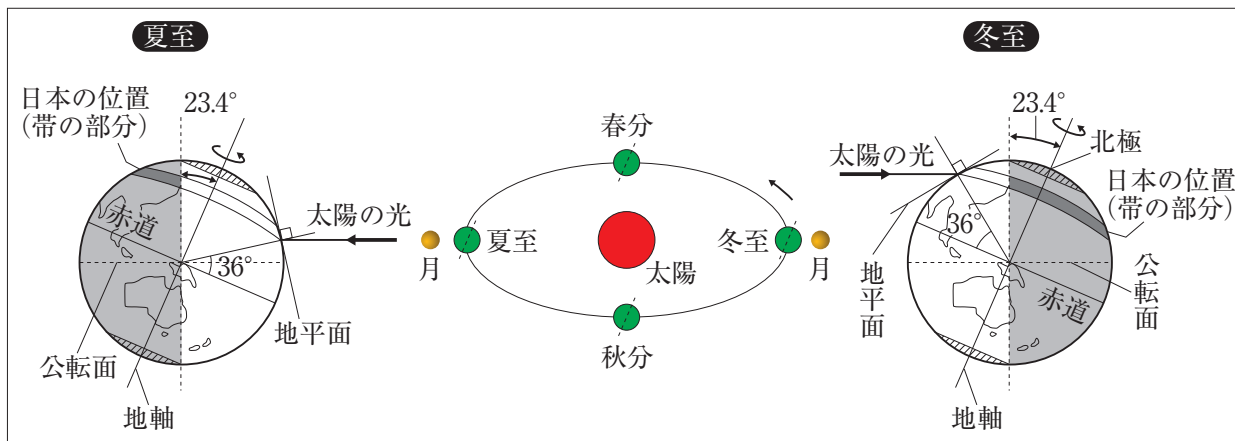 夏至
日本の位置
(帯の部分)
23.4°
赤道
太陽の光
36°
地平面
公転面
地軸
春分
夏至
月
太陽
冬至
月
秋分
冬至
23.4°
北極
太陽の光
日本の位置
(帯の部分)
36°
地平面
赤道
公転面
地軸